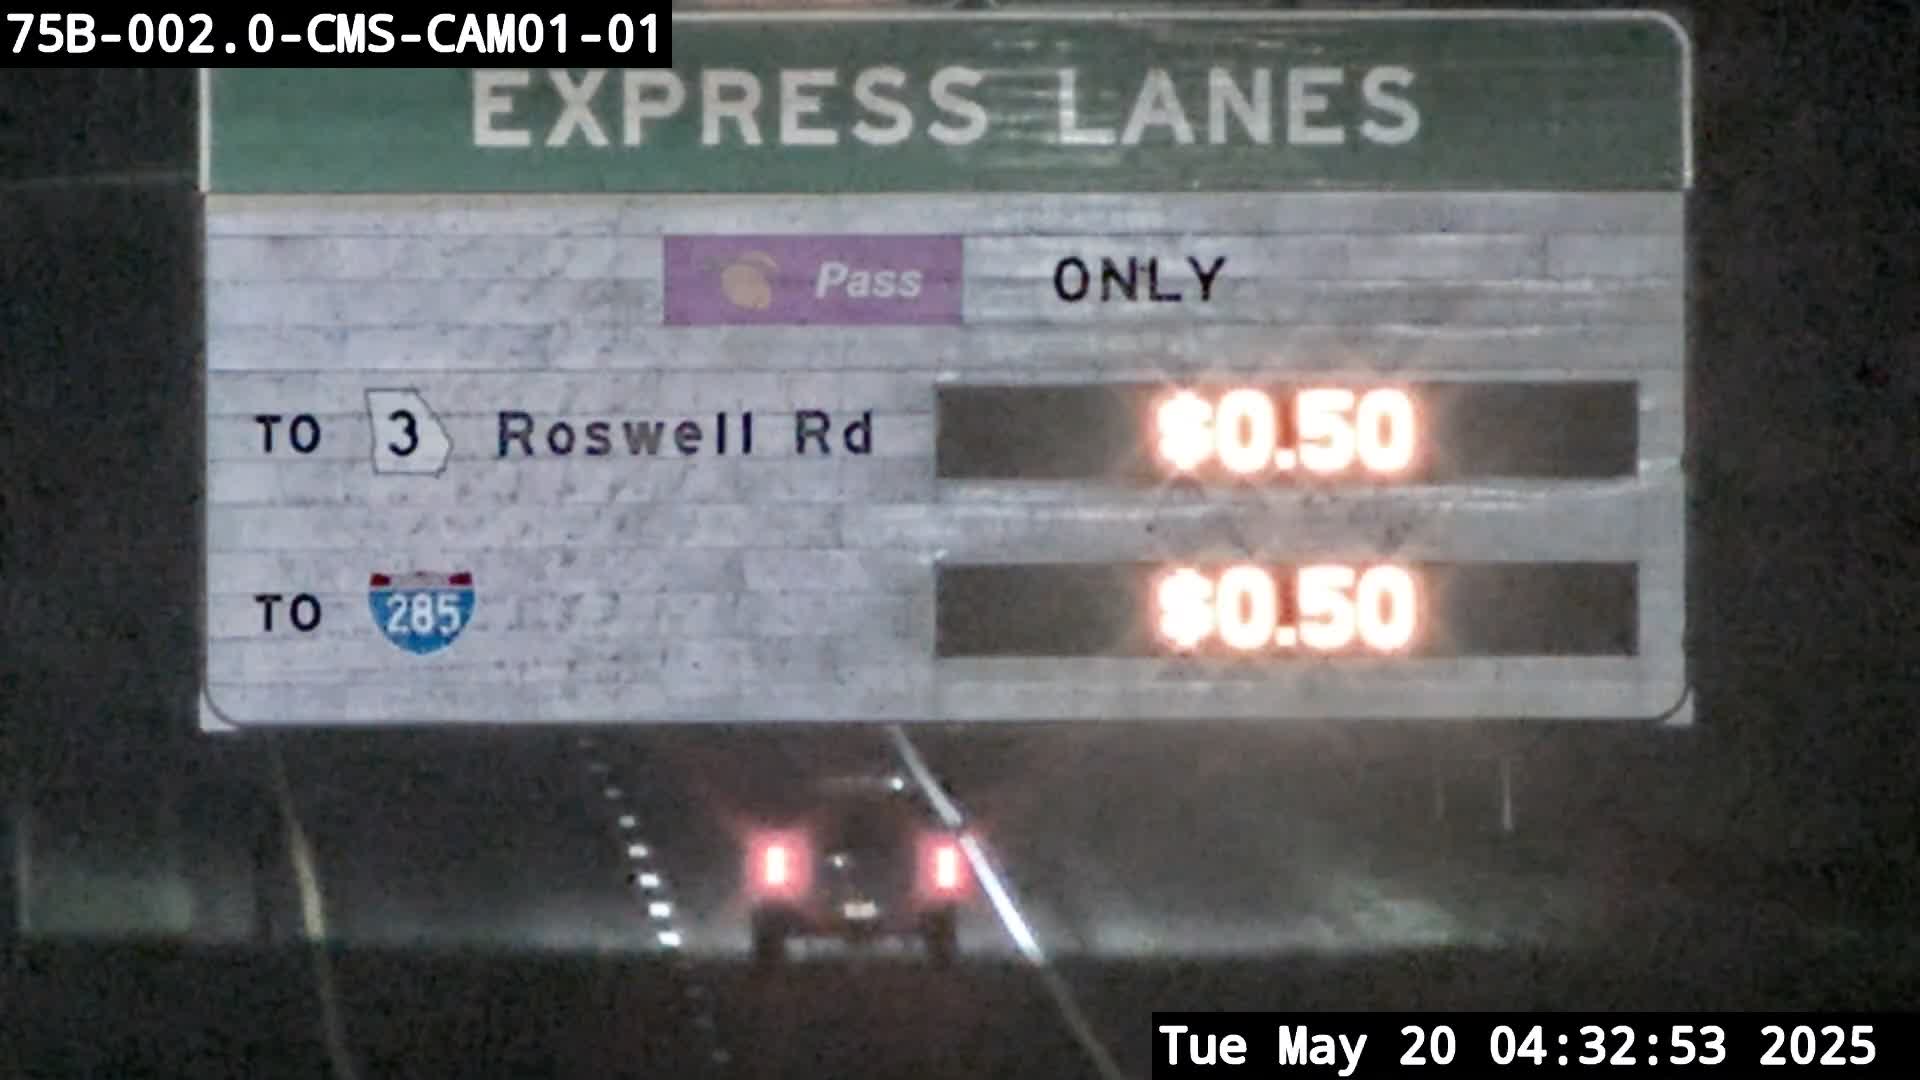 75B-002.0-CMS-CAM01-01
EXPRESS LANES
Pass ONLY
TO 3 Roswell Rd $0.50
TO 285 $0.50
Tue May 20 04:32:53 2025